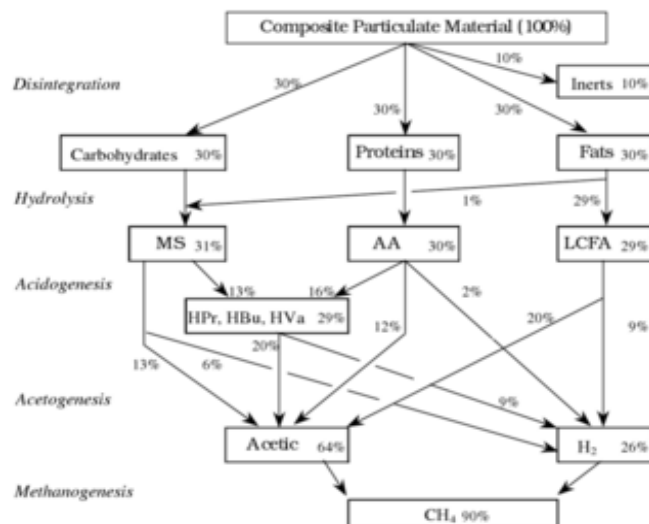 Composite Particulate Material (100%)
10%
Disintegration
30%
30%
30%
Inerts 10%
Carbohydrates 30%
Proteins 30%
Fats 30%
Hydrolysis
1%
29%
MS 31%
AA 30%
LCFA 29%
Acidogenesis
13%
16%
2%
HPr, HBu, HVa 29%
12%
20%
9%
20%
13%
6%
9%
Acetogenesis
Acetic 64%
H₂ 26%
Methanogenesis
CH₄ 90%